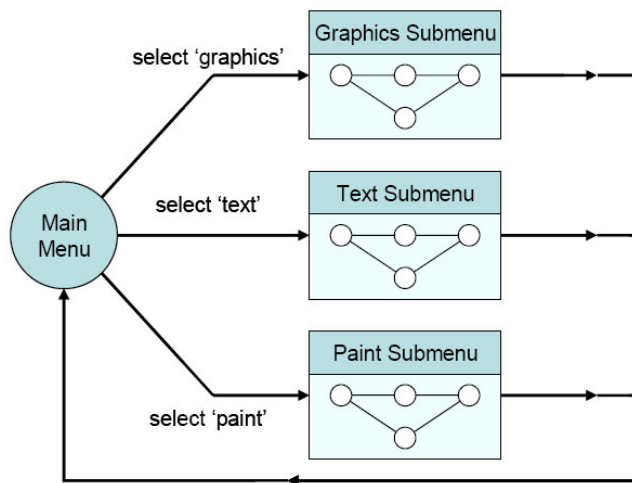 Graphics Submenu
select ‘graphics’
Text Submenu
select ‘text’
Main
Menu
Paint Submenu
select ‘paint’